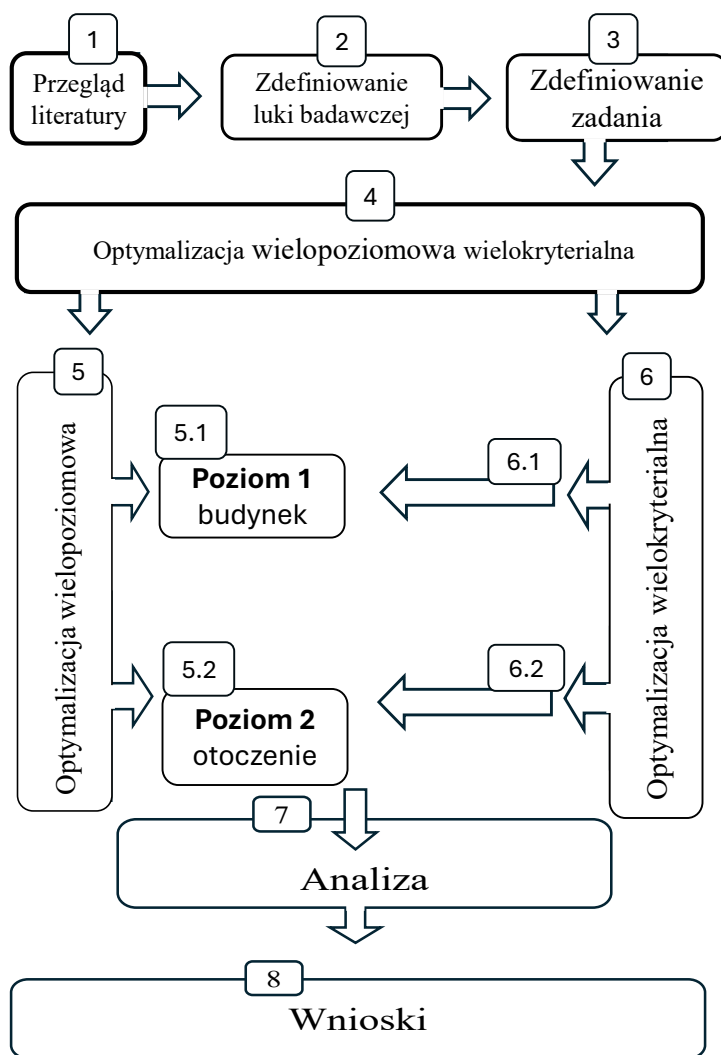 1
Przegląd
literatury
2
Zdefiniowanie
luki badawczej
3
Zdefiniowanie
zadania
4
Optymalizacja wielopoziomowa wielokryterialna
5
Optymalizacja wielopoziomowa
5.1
Poziom 1
budynek
6.1
6
Optymalizacja wielokryterialna
5.2
Poziom 2
otoczenie
6.2
7
Analiza
8
Wnioski